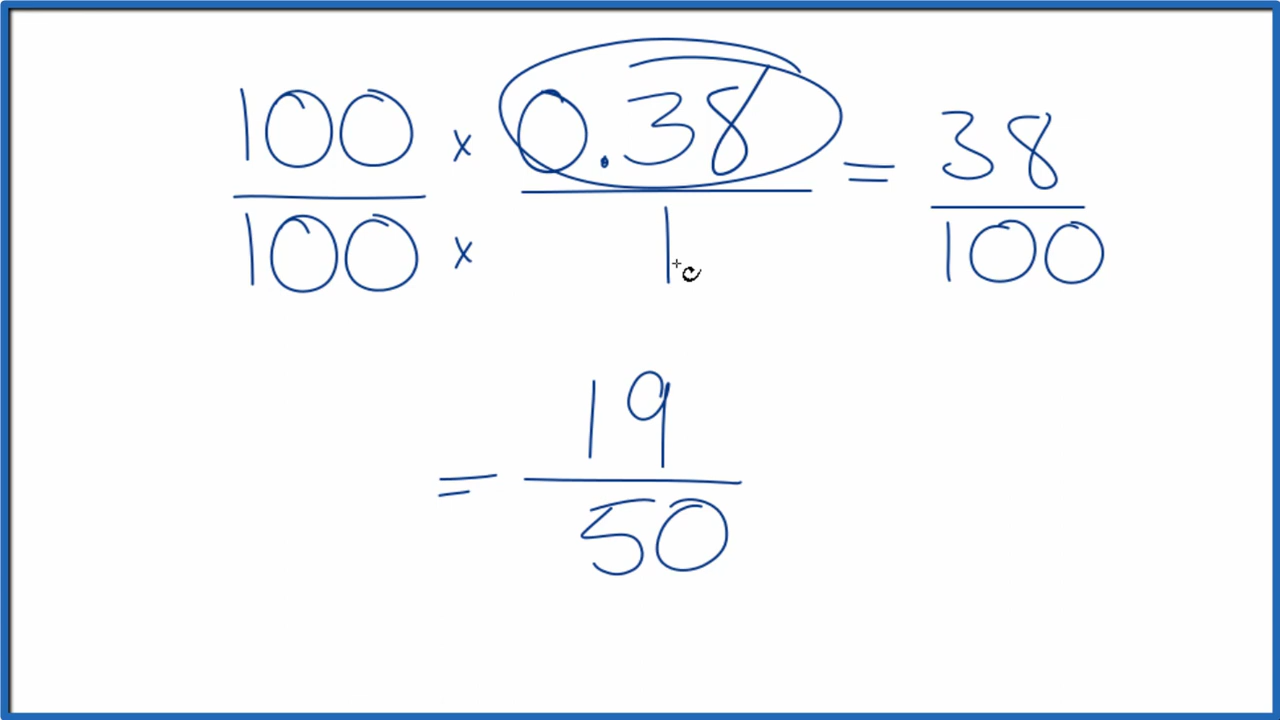 100 × 0.38 = 38
100 × 1 100
= 19
50